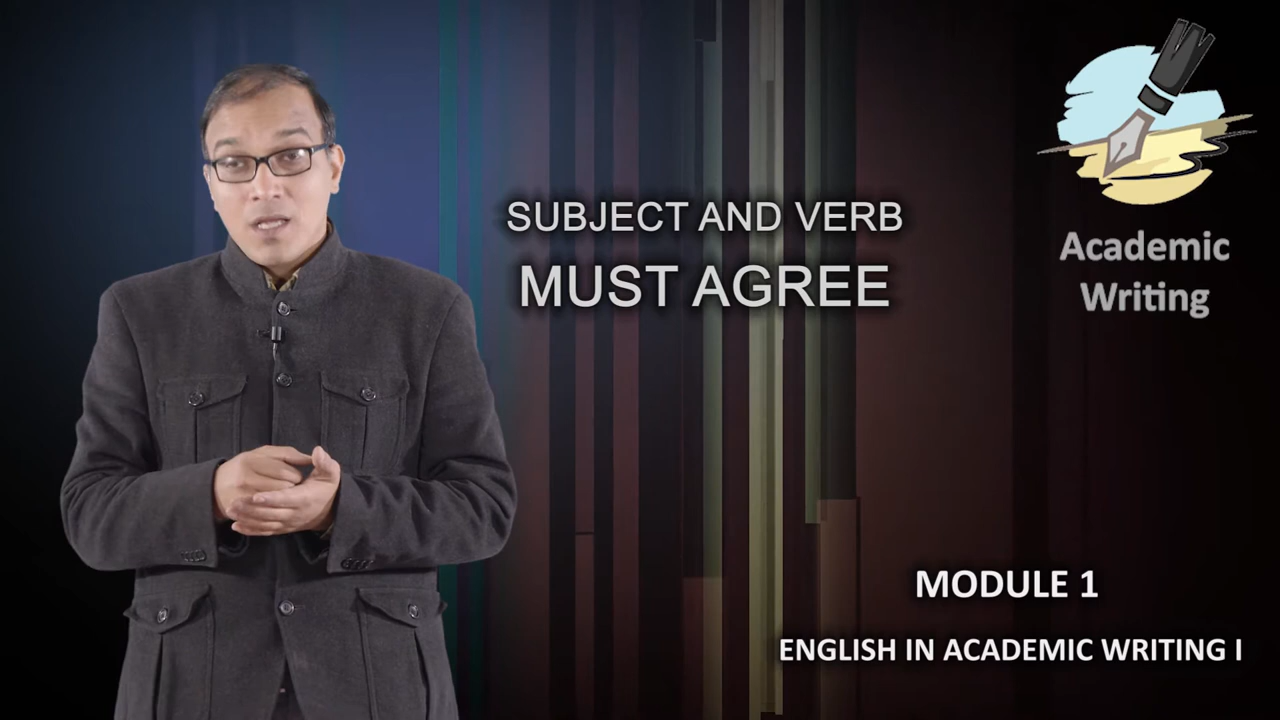 SUBJECT AND VERB
MUST AGREE
Academic
Writing
MODULE 1
ENGLISH IN ACADEMIC WRITING I